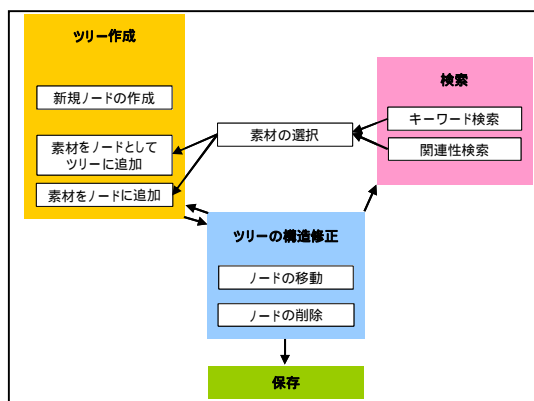 ツリー作成
新規ノードの作成
素材をノードとして
ツリーに追加
素材をノードに追加
素材の選択
検索
キーワード検索
関連性検索
ツリーの構造修正
ノードの移動
ノードの削除
保存